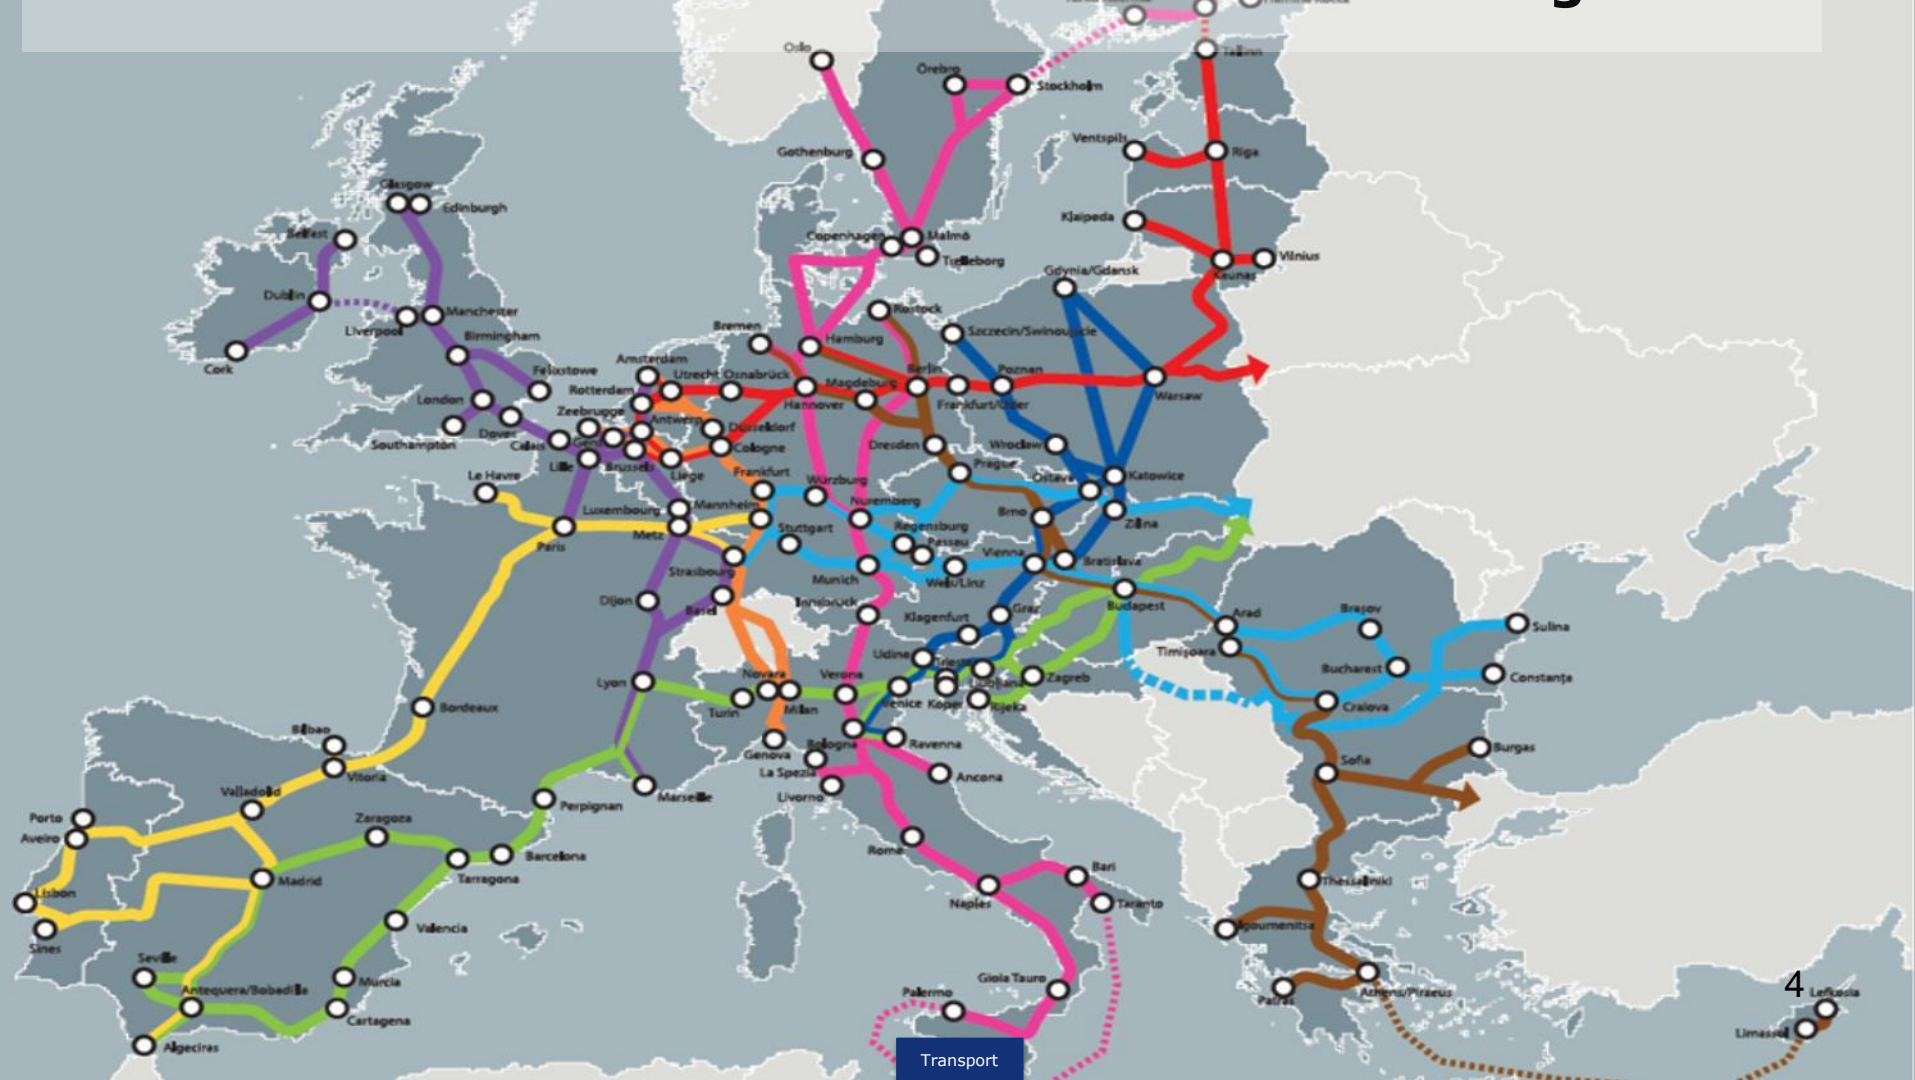 Oslo
Örebro
Stockholm
Tallinn
Gothenburg
Ventspils
Riga
Glasgow
Edinburgh
Klaipeda
Belfast
Copenhagen
Malmö
Trelleborg
Kaunas
Vilnius
Gdynia/Gdansk
Dublin
Liverpool
Manchester
Birmingham
Cork
Bremen
Rostock
Hamburg
Szczecin/Swinoujscie
Amsterdam
Felixstowe
Utrecht
Osnabrück
Magdeburg
Berlin
Poznan
Rotterdam
London
Zeebrugge
Hannover
Frankfurt/Oder
Warsaw
Southampton
Dover
Calais
Gent
Antwerp
Düsseldorf
Cologne
Dresden
Wroclaw
Lille
Brussels
Liège
Frankfurt
Prague
Ostava
Katowice
Le Havre
Würzburg
Luxembourg
Mannheim
Nuremberg
Brno
Zilina
Paris
Metz
Stuttgart
Regensburg
Passau
Vienna
Bratislava
Strasbourg
Munich
Wels/Linz
Dijon
Basel
Innsbruck
Klagenfurt
Graz
Budapest
Arad
Brasov
Sulina
Udine
Trieste
Timişoara
Bucharest
Constanţa
Lyon
Novara
Verona
Ljubljana
Zagreb
Turin
Milan
Venice
Koper
Rijeka
Craiova
Bordeaux
Bilbao
Vitoria
Genova
Bologna
Ravenna
Sofia
Burgas
La Spezia
Ancona
Livorno
Marseille
Perpignan
Valladolid
Porto
Aveiro
Zaragoza
Rome
Barcelona
Tarragona
Madrid
Bari
Thessaliniki
Lisbon
Naples
Taranto
Sines
Valencia
Igoumenitsa
Seville
Murcia
Antequera/Bobadilla
Gioia Tauro
Palermo
Patras
Athens/Piraeus
4
Lefkosia
Cartagena
Limassol
Algeciras
Transport